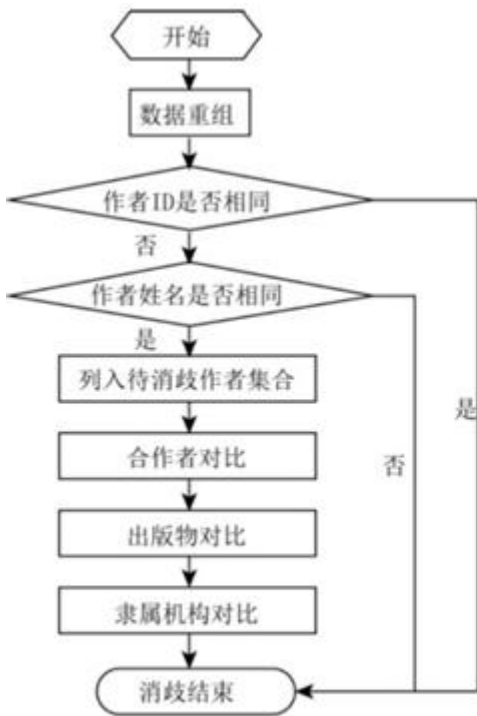 开始
数据重组
作者ID是否相同
否
作者姓名是否相同
是
列入待消歧作者集合
是
合作者对比
否
出版物对比
隶属机构对比
消歧结束